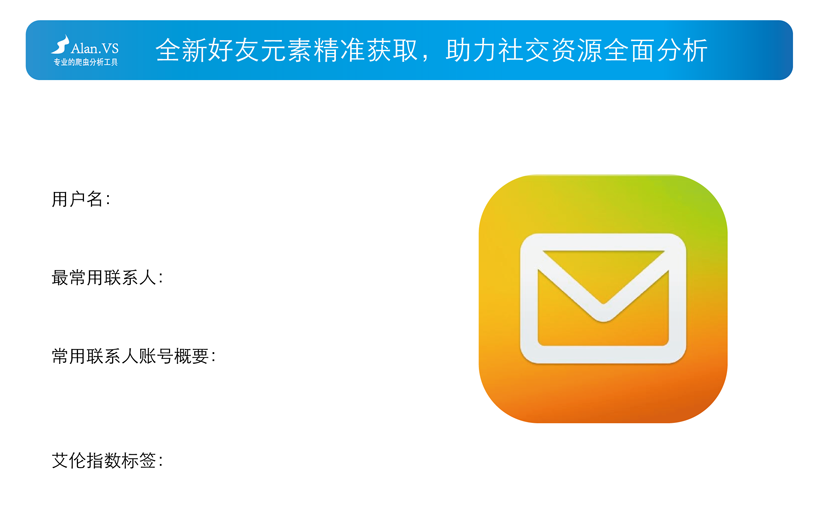 Alan.VS
专业的爬虫分析工具
全新好友元素精准获取，助力社交资源全面分析
用户名：
最常用联系人：
常用联系人账号概要：
艾伦指数标签：